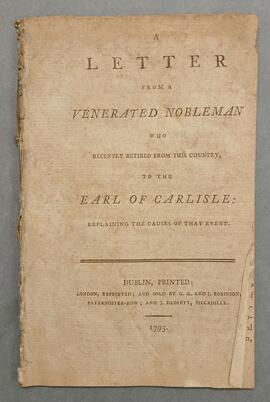 A
LETTER
FROM A
VENERATED NOBLEMAN
WHO
RECENTLY RETIRED FROM THIS COUNTRY,
TO THE
EARL OF CARLISLE:
EXPLAINING THE CAUSES OF THAT EVENT.
DUBLIN, PRINTED:
LONDON, REPRINTED; AND SOLD BY G. G. AND J. ROBINSON,
PATERNOSTER-ROW; AND J. DEBRETT, PICCADILLY.
1795.